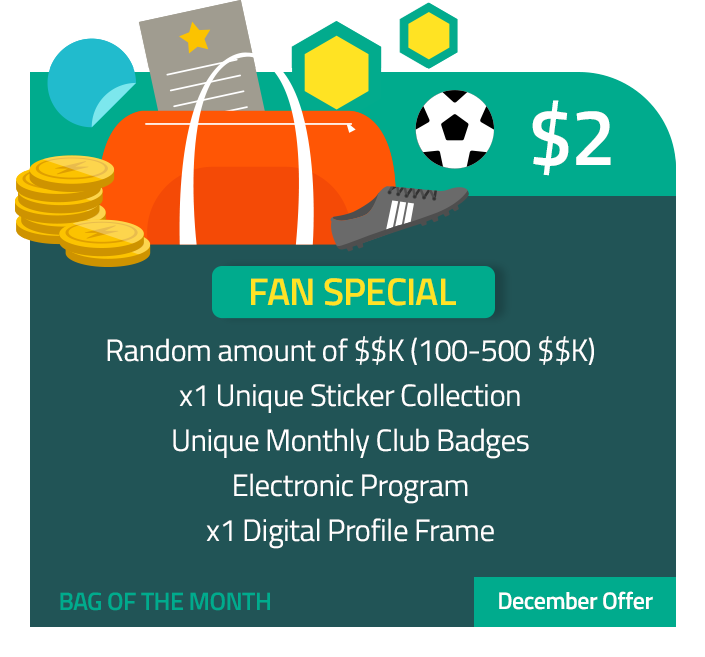 $2
FAN SPECIAL
Random amount of $$K (100-500 $$K)
x1 Unique Sticker Collection
Unique Monthly Club Badges
Electronic Program
x1 Digital Profile Frame
BAG OF THE MONTH
December Offer